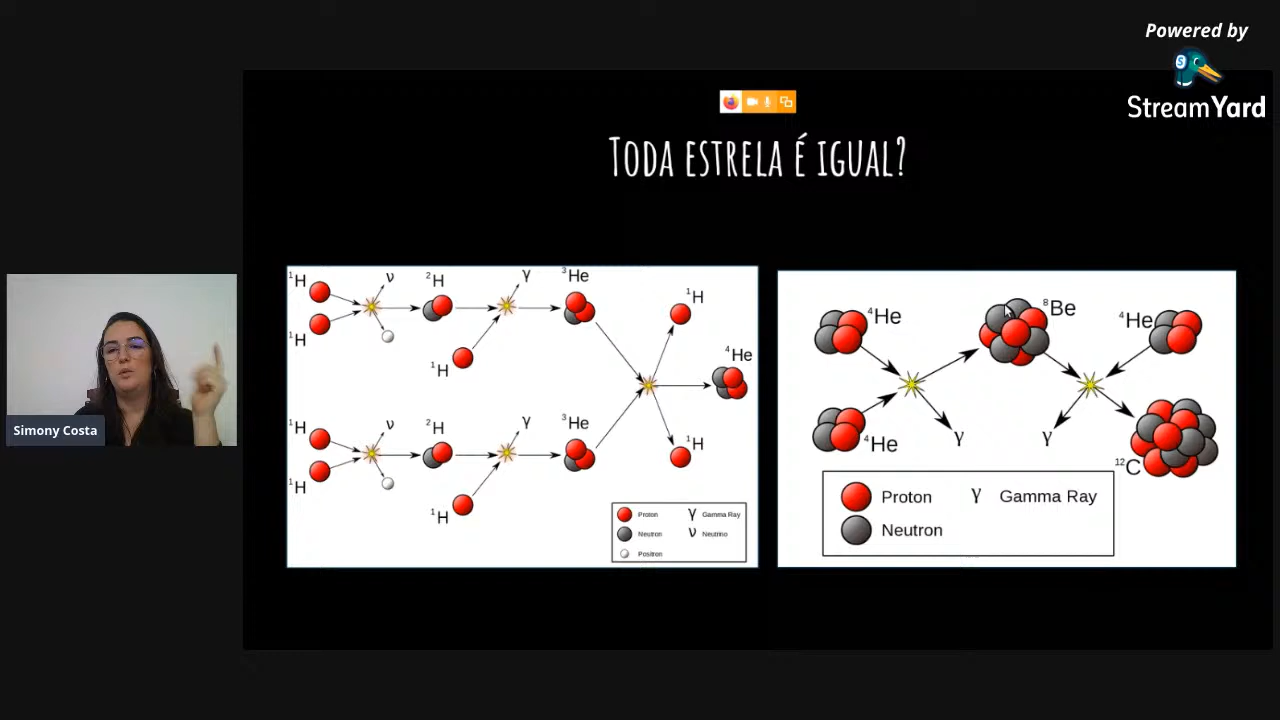 Powered by
StreamYard
TODA ESTRELA É IGUAL?
¹H
¹H
ν
²H
¹H
γ
³He
¹H
⁴He
¹H
¹H
¹H
ν
²H
¹H
γ
³He
Proton
γ Gamma Ray
Neutron
ν Neutrino
Positron
⁴He
⁴He
⁸Be
⁴He
γ
γ
¹²C
Proton
γ Gamma Ray
Neutron
Simony Costa